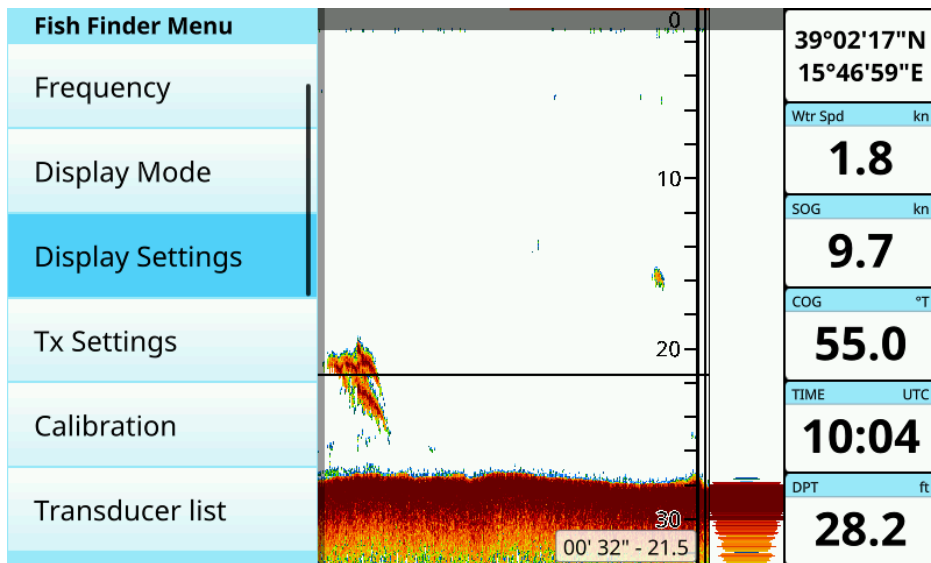 Fish Finder Menu
Frequency
Display Mode
Display Settings
Tx Settings
Calibration
Transducer list
0
10
20
30
00' 32" - 21.5
39°02'17"N
15°46'59"E
Wtr Spd kn
1.8
SOG kn
9.7
COG °T
55.0
TIME UTC
10:04
DPT ft
28.2